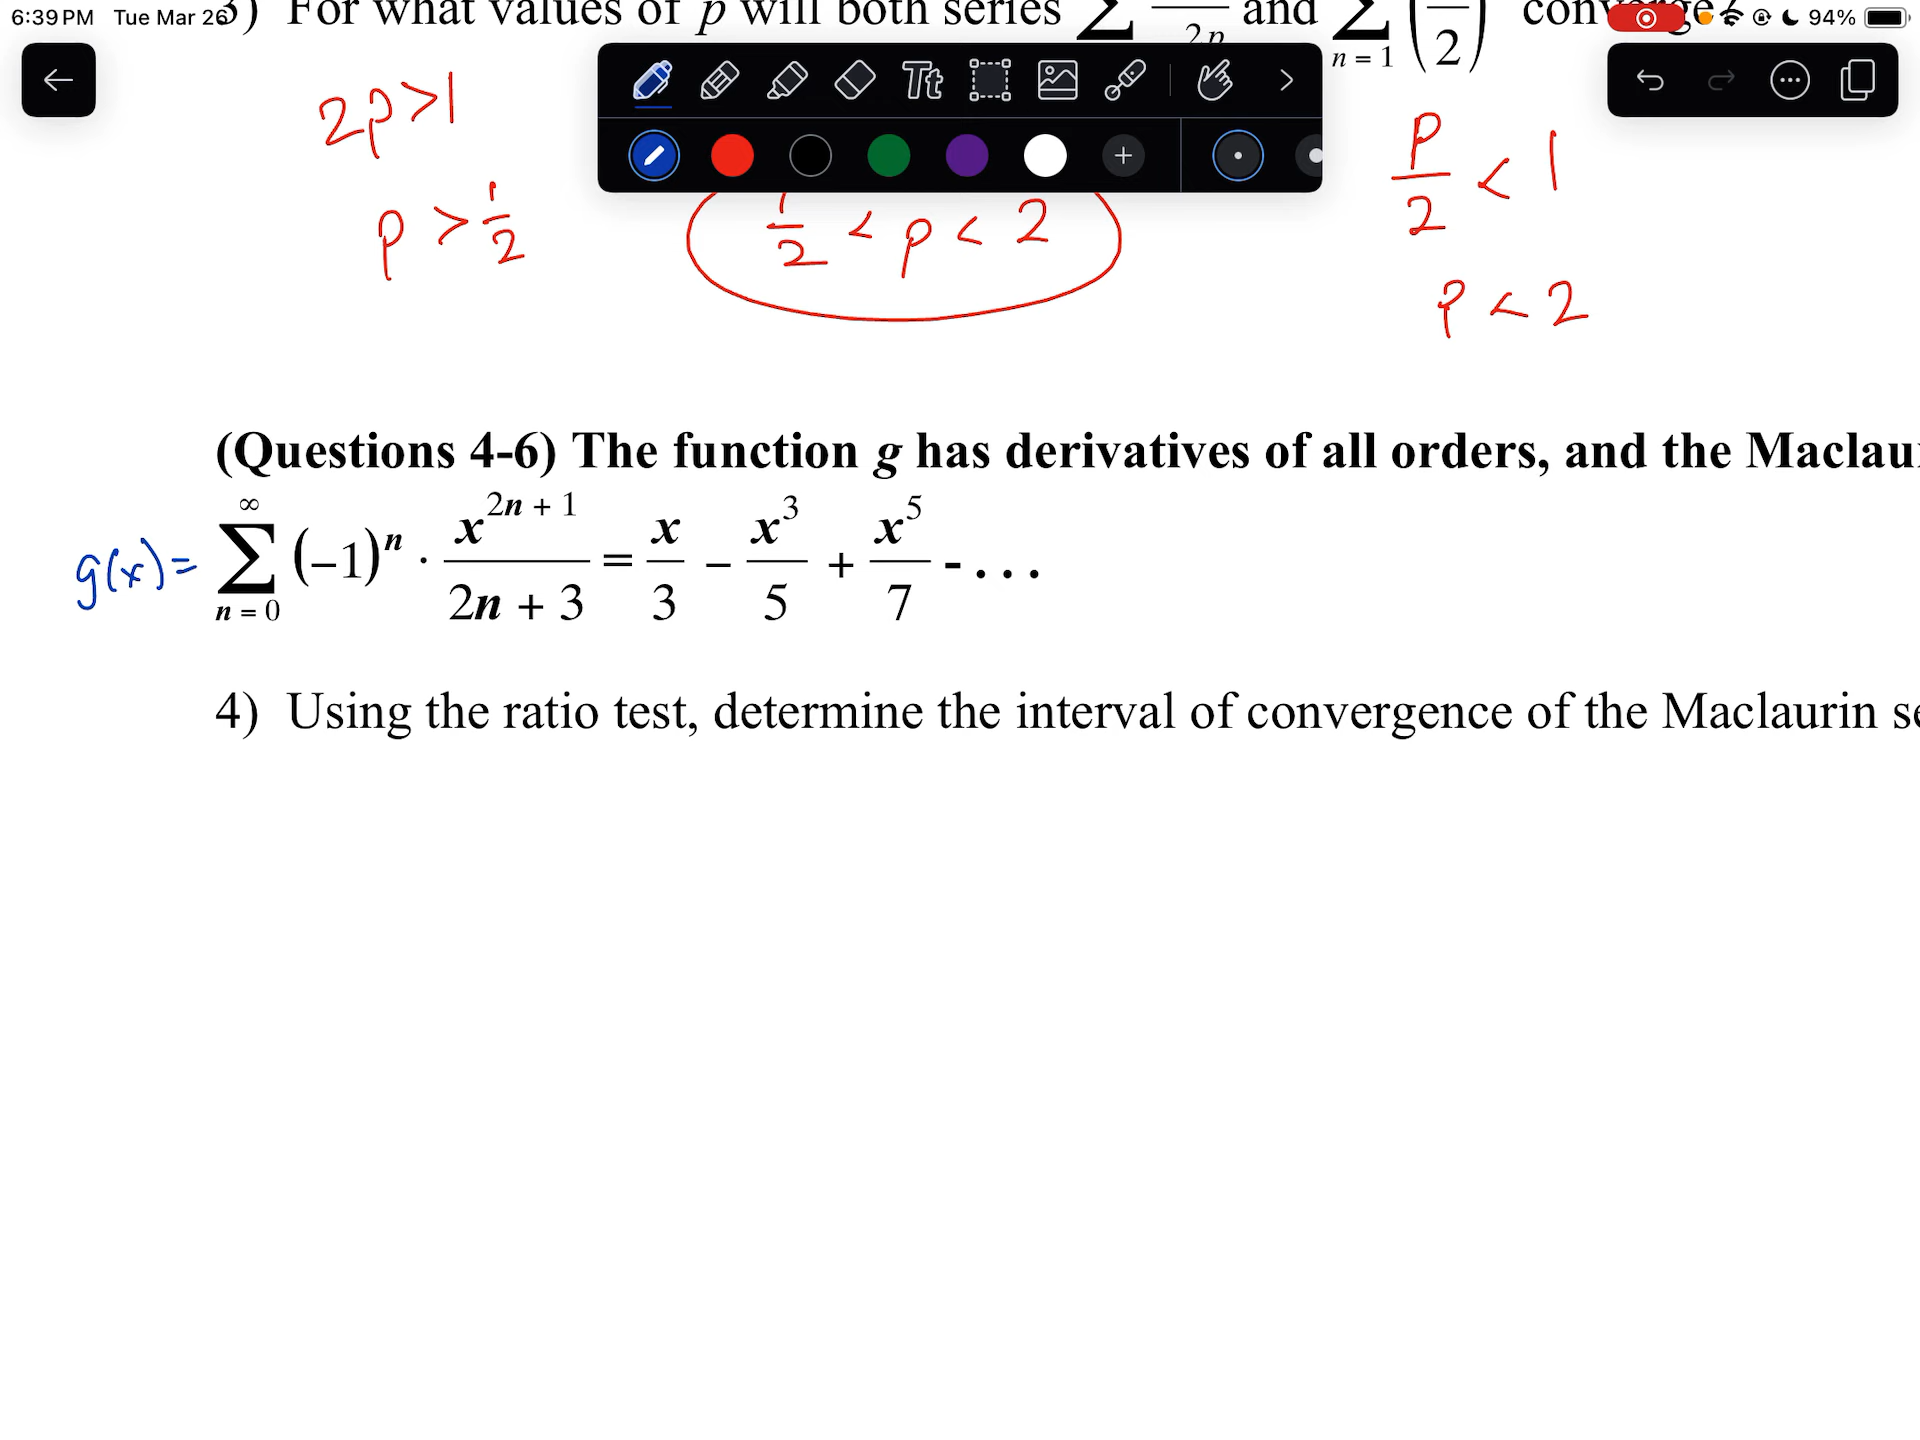 6:39 PM Tue Mar 26 94%
3) For what values of p will both series ∑ 2p and ∑ n = 1 ( 2 ) converge?
Tt
2p>1
p > 1/2
1/2 < p < 2
P/2 < 1
P < 2
(Questions 4-6) The function g has derivatives of all orders, and the Maclau
g(x) = ∑_{n = 0}^{∞} (−1)^n · x^{2n + 1}/(2n + 3) = x/3 − x^3/5 + x^5/7 - . . .
4) Using the ratio test, determine the interval of convergence of the Maclaurin se